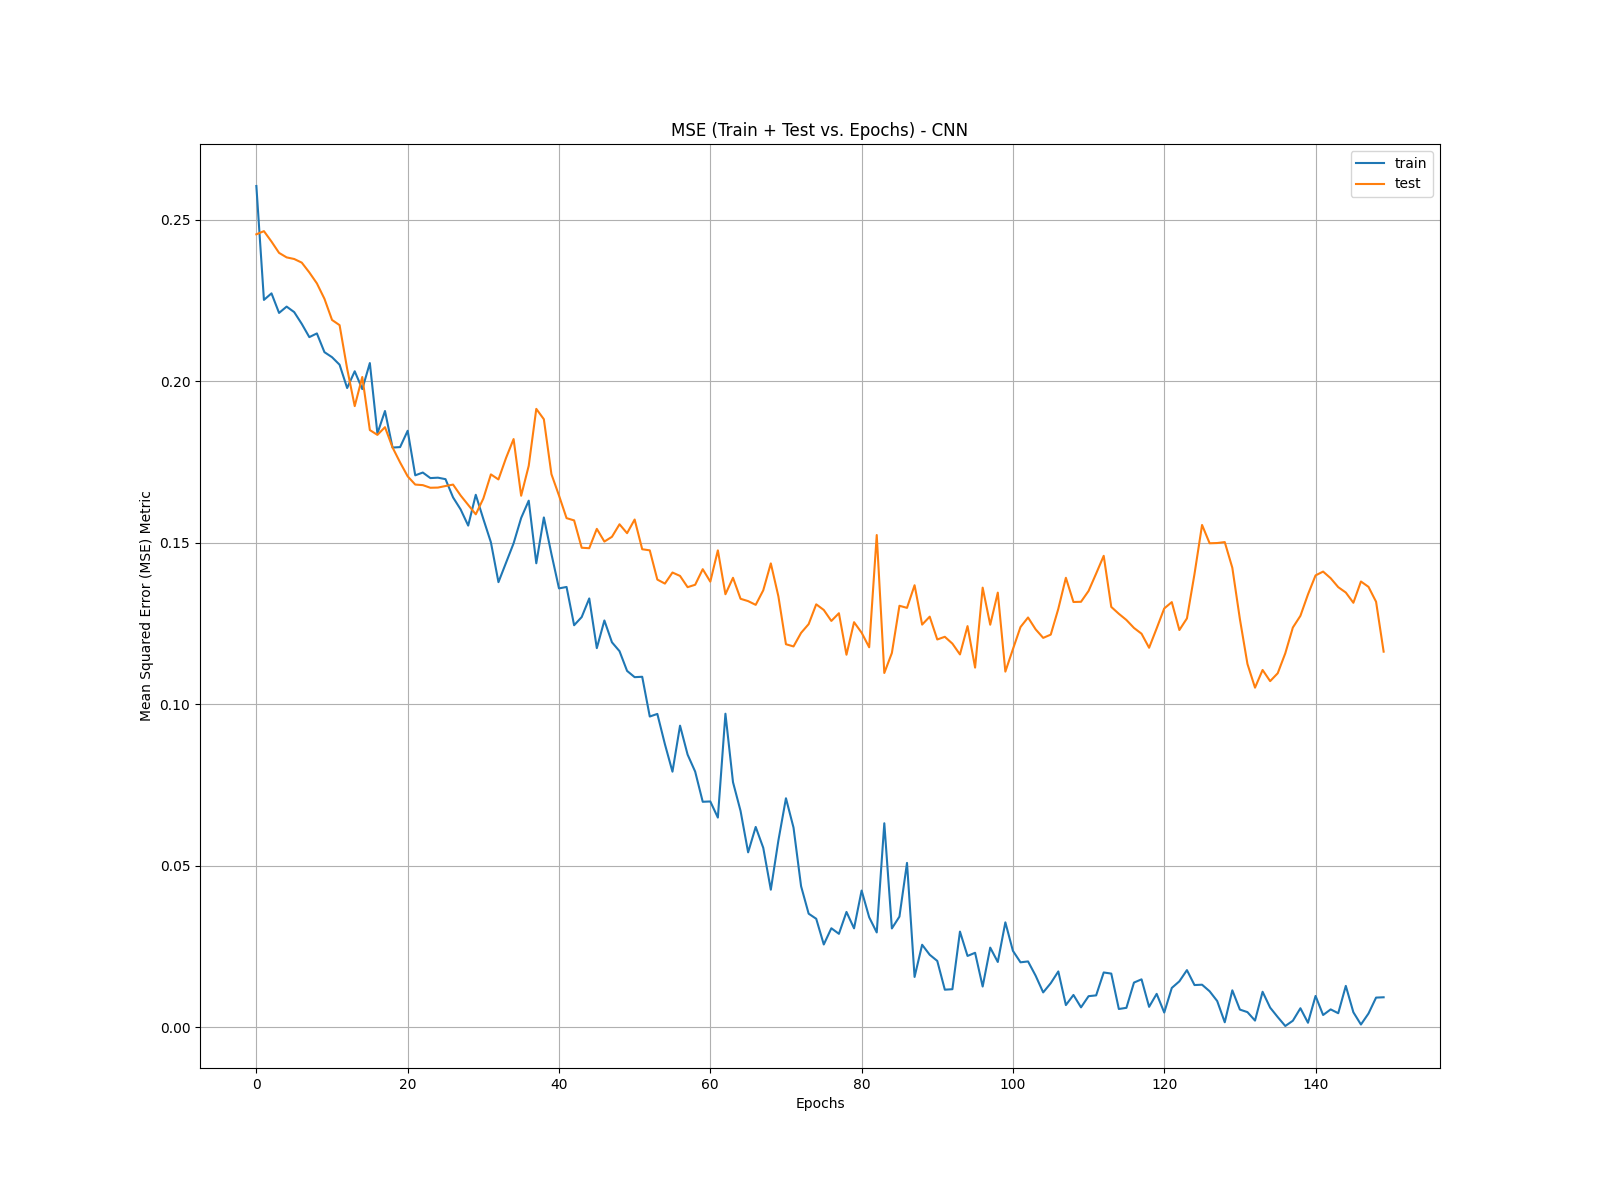 MSE (Train + Test vs. Epochs) - CNN
train
test
Mean Squared Error (MSE) Metric
0.25
0.20
0.15
0.10
0.05
0.00
0 20 40 60 80 100 120 140
Epochs